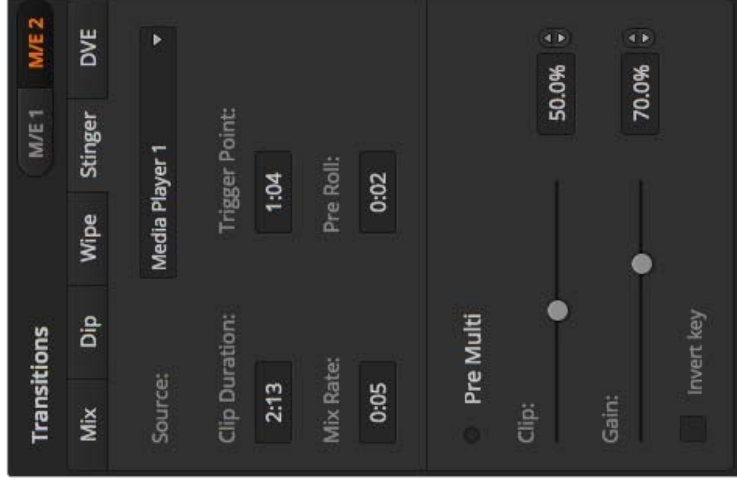 Transitions
M/E 1 M/E 2
Mix Dip Wipe Stinger DVE
Source: Media Player 1
Clip Duration: Trigger Point:
2:13 1:04
Mix Rate: Pre Roll:
0:05 0:02
Pre Multi
Clip: 50.0%
Gain: 70.0%
Invert key